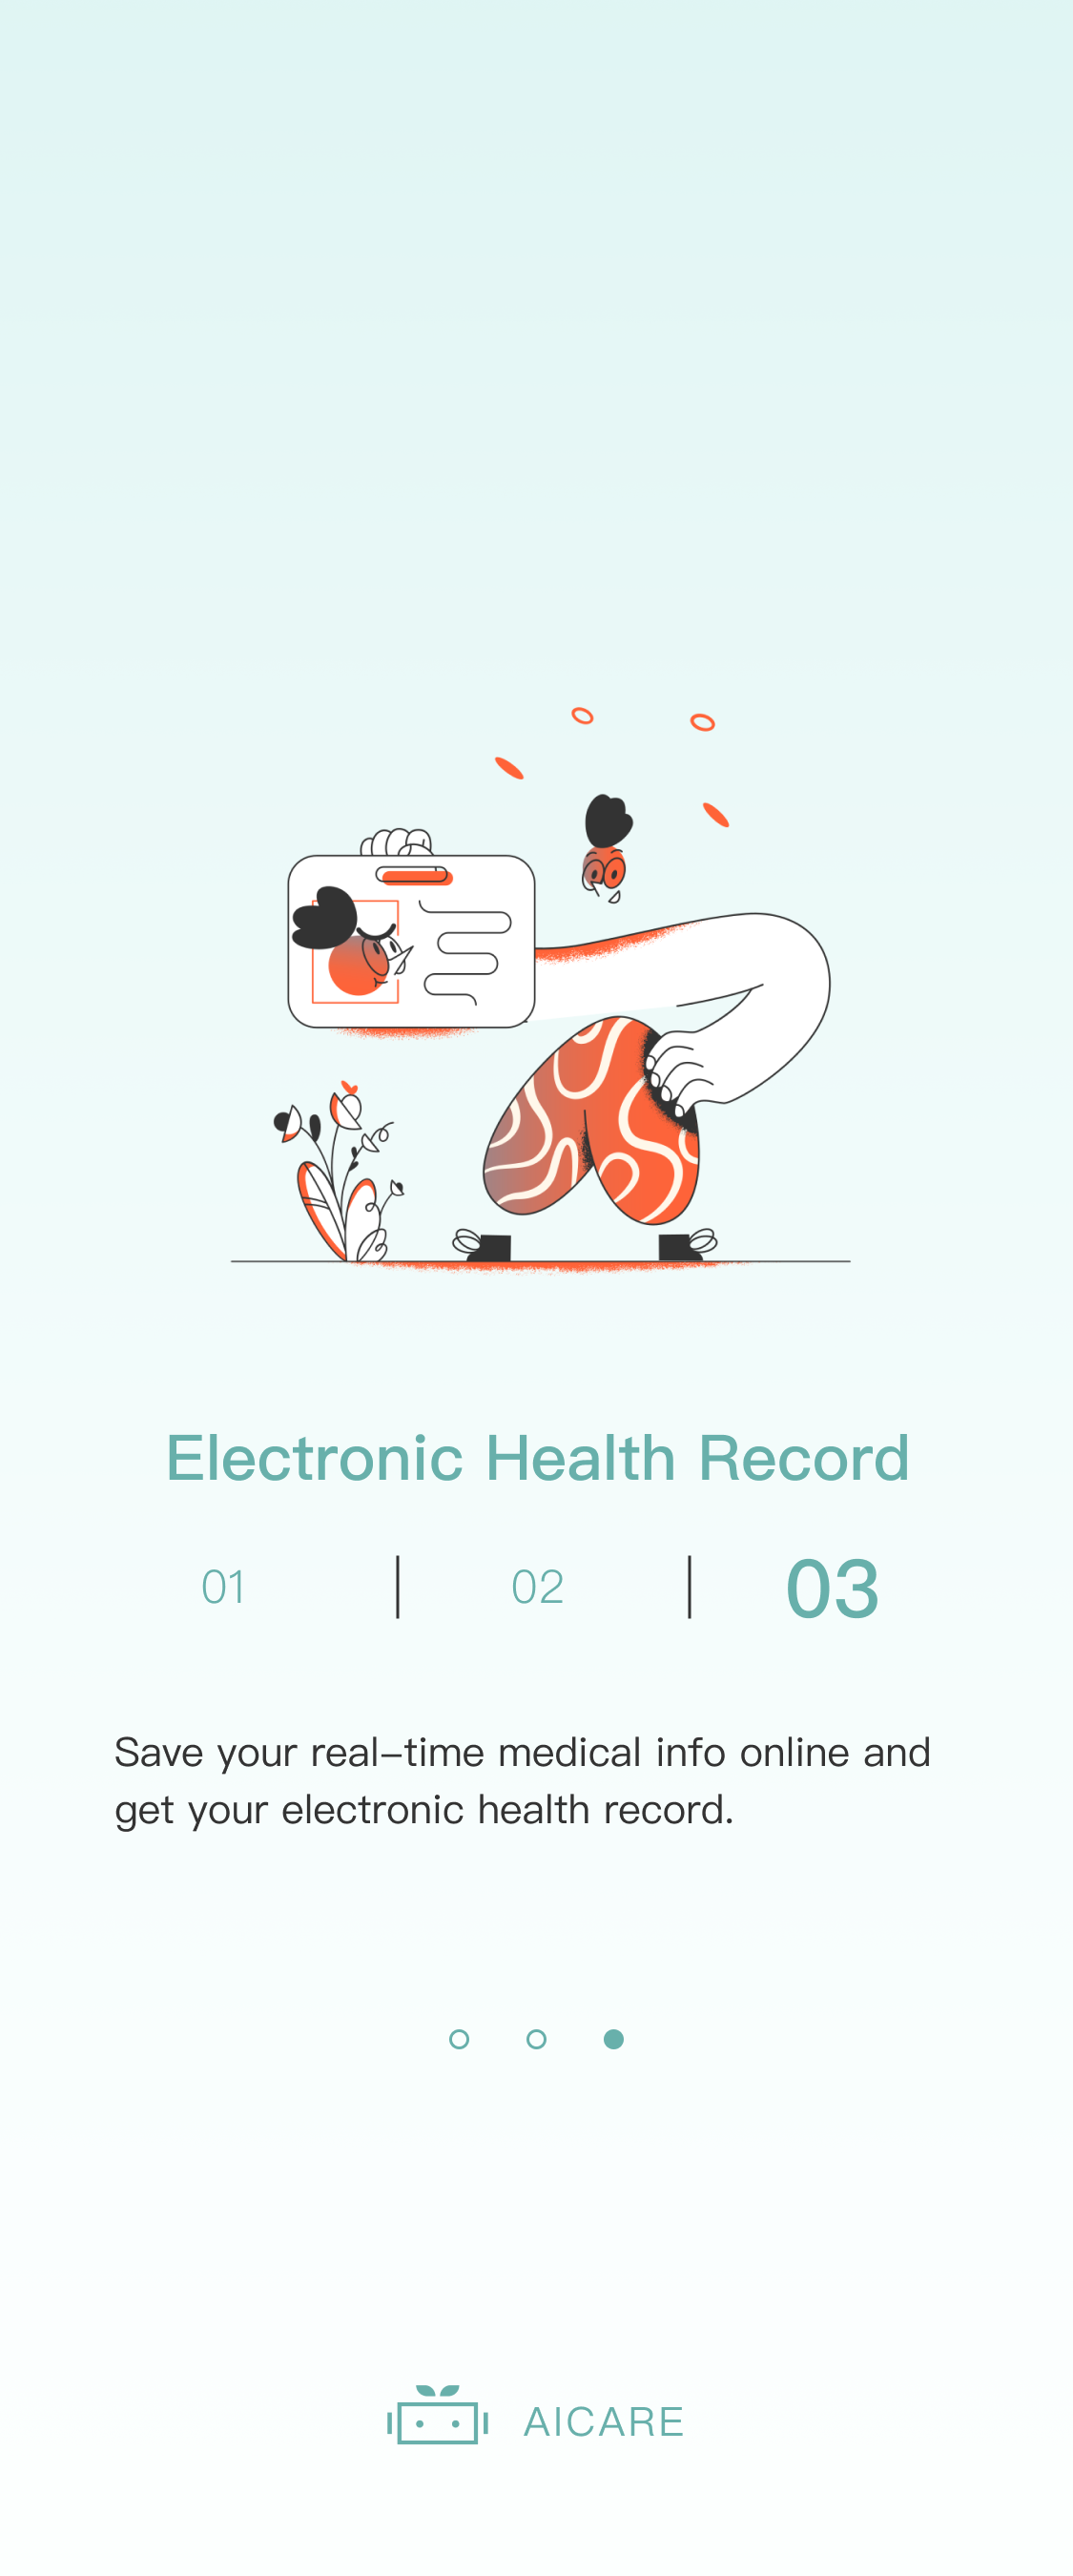 Electronic Health Record
01 | 02 | 03
Save your real-time medical info online and
get your electronic health record.
AICARE